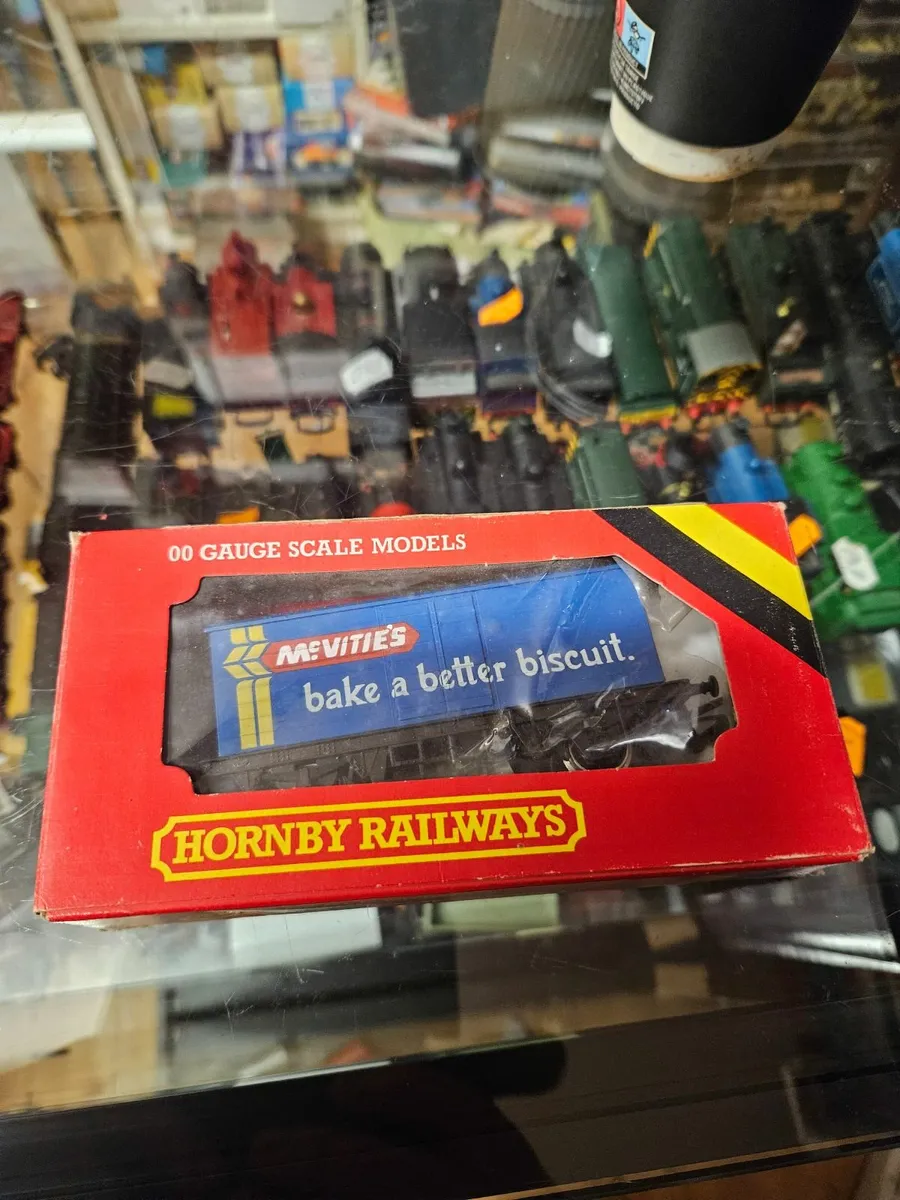 00 GAUGE SCALE MODELS
McVITIE'S
bake a better biscuit.
HORNBY RAILWAYS